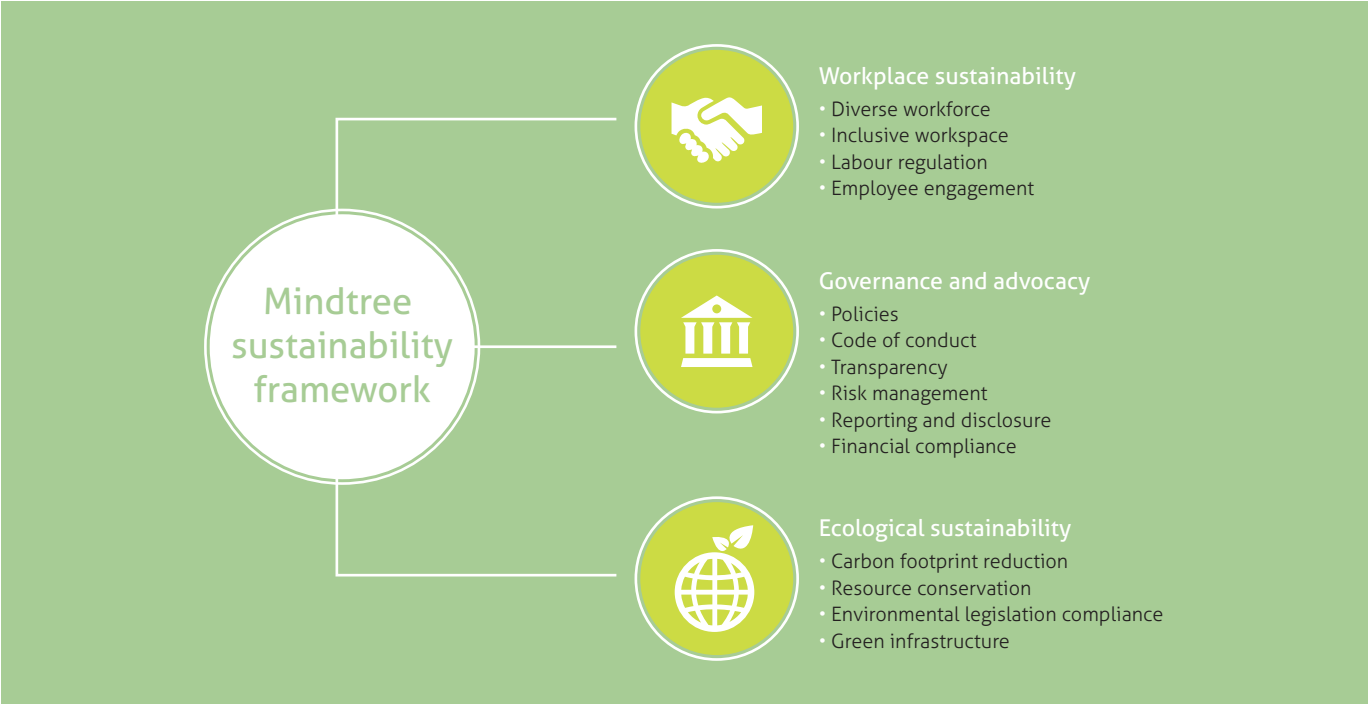 Mindtree
sustainability
framework
Workplace sustainability
• Diverse workforce
• Inclusive workspace
• Labour regulation
• Employee engagement
Governance and advocacy
• Policies
• Code of conduct
• Transparency
• Risk management
• Reporting and disclosure
• Financial compliance
Ecological sustainability
• Carbon footprint reduction
• Resource conservation
• Environmental legislation compliance
• Green infrastructure